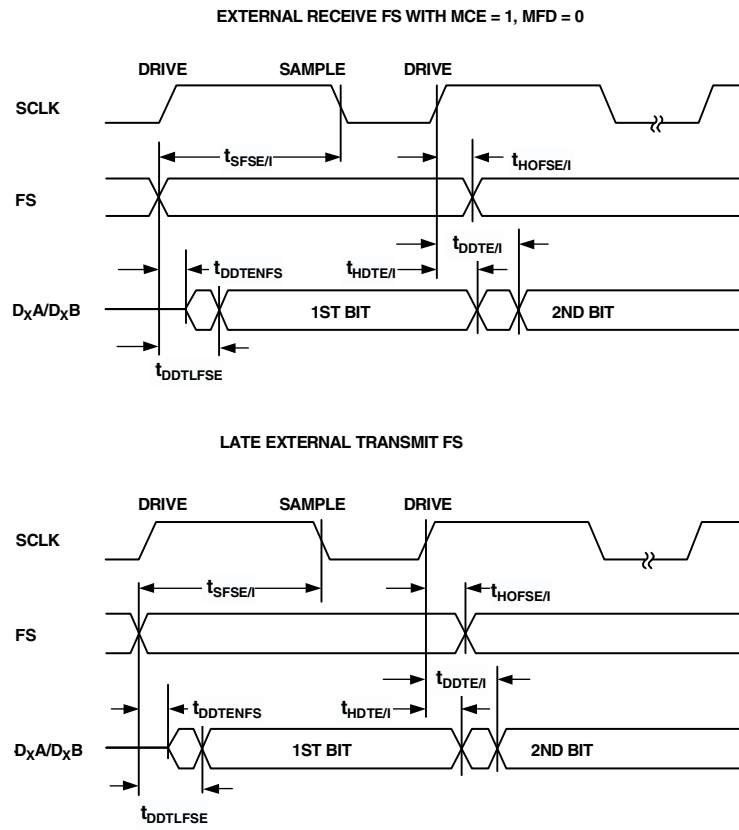 EXTERNAL RECEIVE FS WITH MCE = 1, MFD = 0
DRIVE SAMPLE DRIVE
SCLK
tSFSE/I tHOFSE/I
FS
tDDTE/I
tDDTENFS tHDTE/I
DXA/DXB 1ST BIT 2ND BIT
tDDTLFSE
LATE EXTERNAL TRANSMIT FS
DRIVE SAMPLE DRIVE
SCLK
tSFSE/I tHOFSE/I
FS
tDDTE/I
tDDTENFS tHDTE/I
DXA/DXB 1ST BIT 2ND BIT
tDDTLFSE